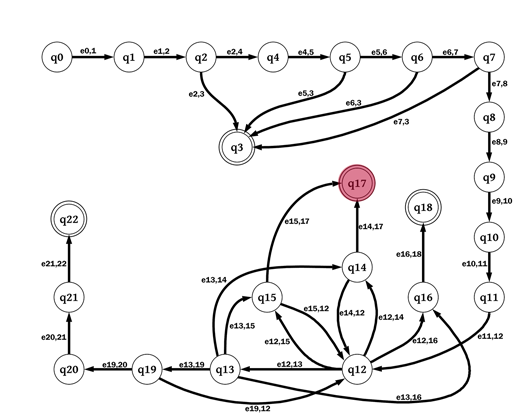 q0 e0,1 q1 e1,2 q2 e2,4 q4 e4,5 q5 e5,6 q6 e6,7 q7
e7,8
e2,3 e5,3 e6,3
q8
e7,3
e8,9
q3
q17 q9
e9,10
q22 q18
e15,17 e14,17
q10
e21,22 e16,18 e10,11
q14
e13,14
q21 q15 q16 q11
e15,12 e14,12 e12,14
e13,15
e20,21 e12,15 e12,16 e11,12
q20 e19,20 q19 e13,19 q13 e12,13 q12
e13,16
e19,12